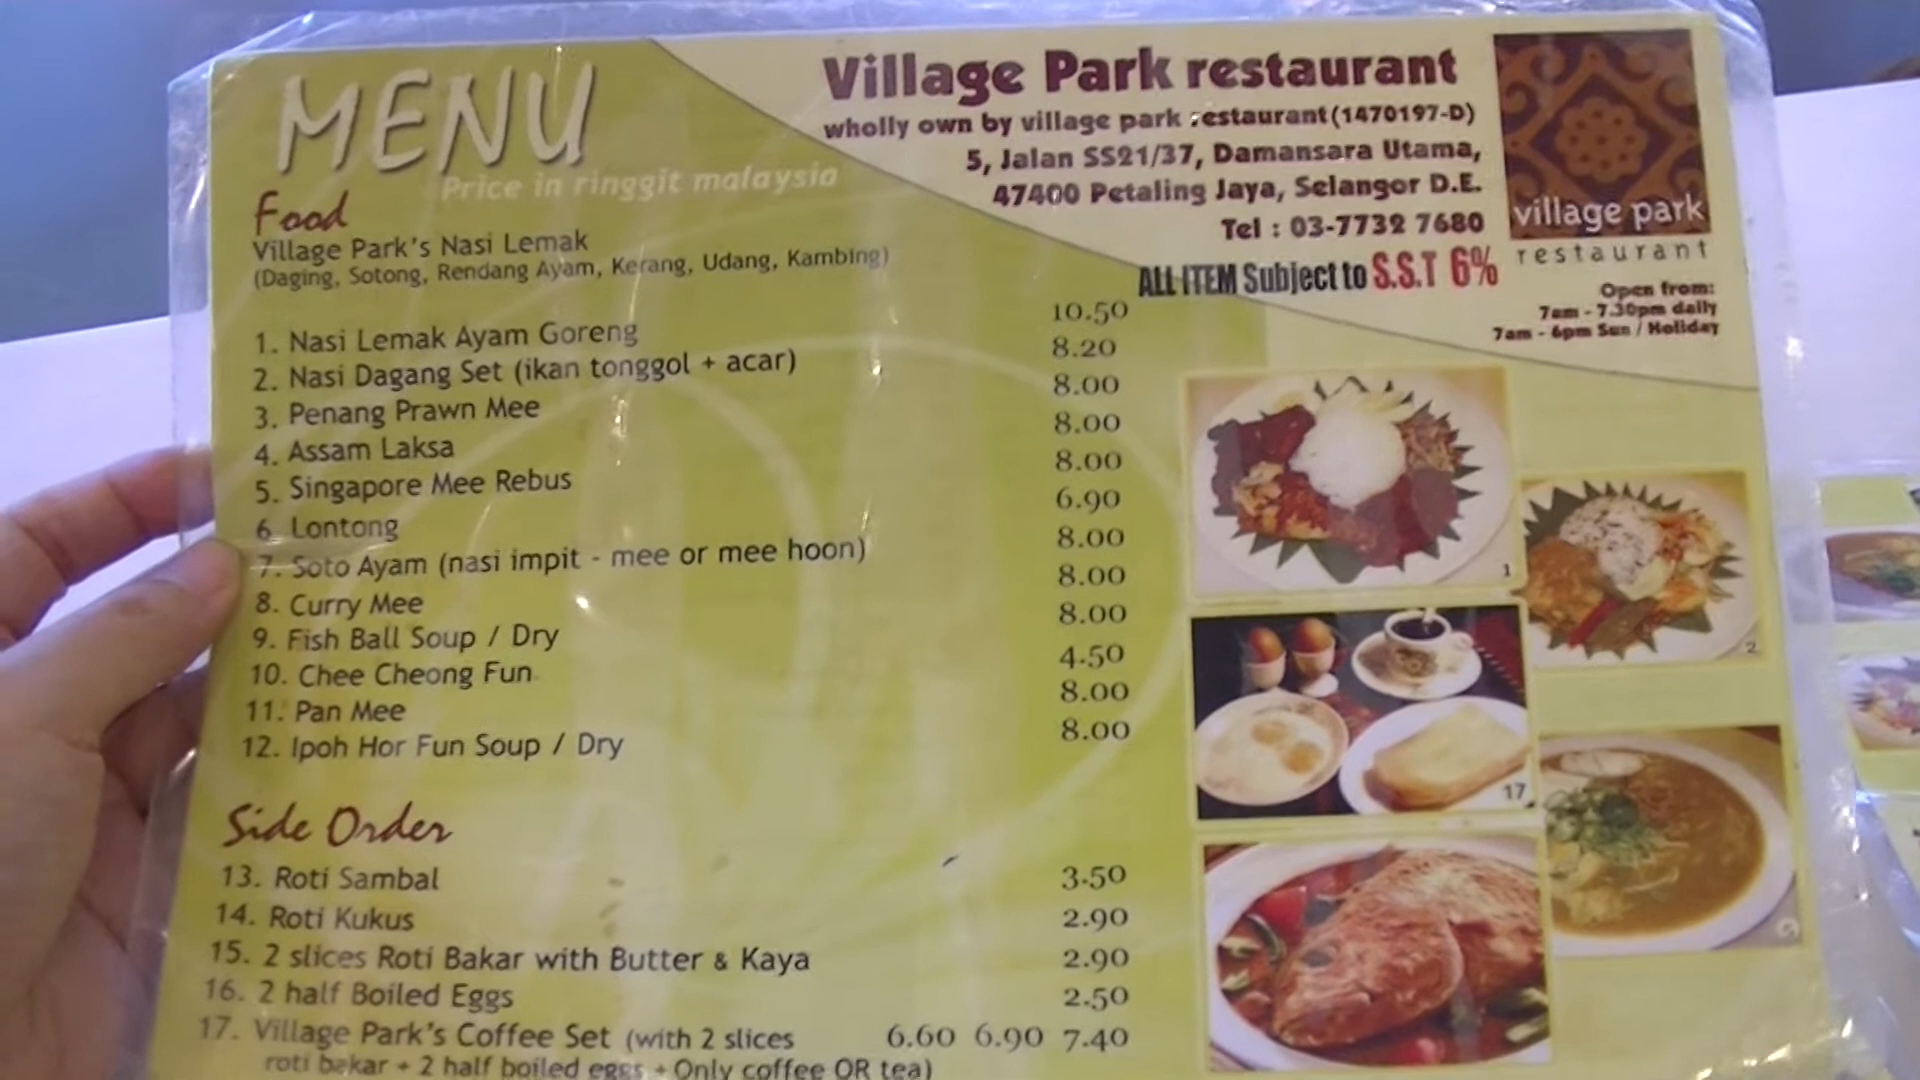 MENU
Price in ringgit malaysia
Village Park restaurant
wholly own by village park restaurant(1470197-D)
5, Jalan SS21/37, Damansara Utama,
47400 Petaling Jaya, Selangor D.E.
Tel : 03-7732 7680
ALL ITEM Subject to S.S.T 6%
village park
restaurant
Open from:
7am - 7.30pm daily
7am - 6pm Sun / Holiday
Food
Village Park's Nasi Lemak
(Daging, Sotong, Rendang Ayam, Kerang, Udang, Kambing)
1. Nasi Lemak Ayam Goreng 10.50
2. Nasi Dagang Set (ikan tonggol + acar) 8.20
3. Penang Prawn Mee 8.00
4. Assam Laksa 8.00
5. Singapore Mee Rebus 8.00
6. Lontong 6.90
7. Soto Ayam (nasi impit - mee or mee hoon) 8.00
8. Curry Mee 8.00
9. Fish Ball Soup / Dry 8.00
10. Chee Cheong Fun 4.50
11. Pan Mee 8.00
12. Ipoh Hor Fun Soup / Dry 8.00
Side Order
13. Roti Sambal 3.50
14. Roti Kukus 2.90
15. 2 slices Roti Bakar with Butter & Kaya 2.90
16. 2 half Boiled Eggs 2.50
17. Village Park's Coffee Set (with 2 slices 6.60 6.90 7.40
roti bakar + 2 half boiled eggs + Only coffee OR tea)
1
2
17